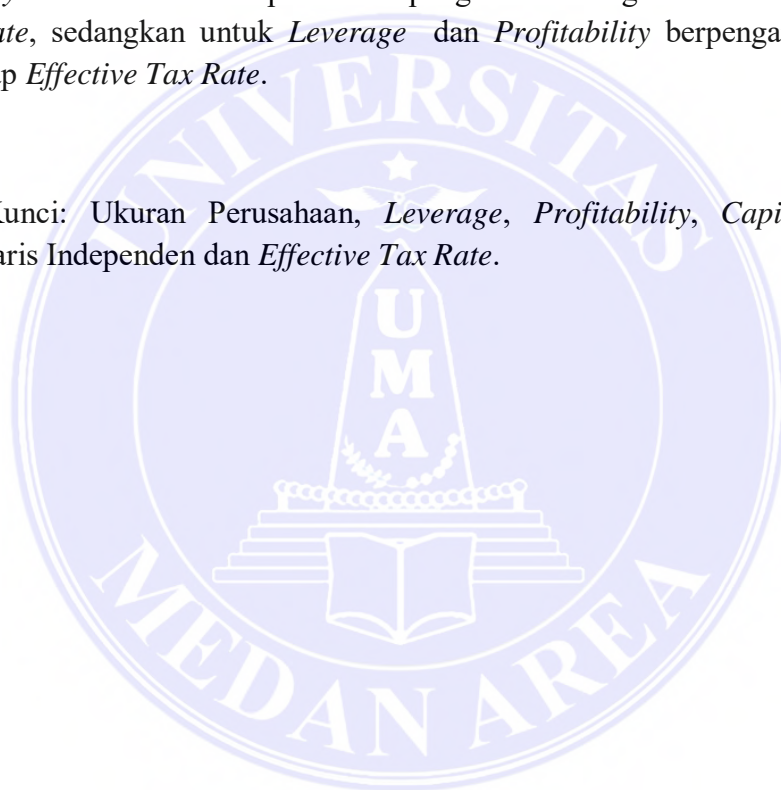 ate, sedangkan untuk Leverage dan Profitability berpenga
ap Effective Tax Rate.
Kunci: Ukuran Perusahaan, Leverage, Profitability, Capi
aris Independen dan Effective Tax Rate.
UNIVERSITAS
U
M
A
MEDAN AREA